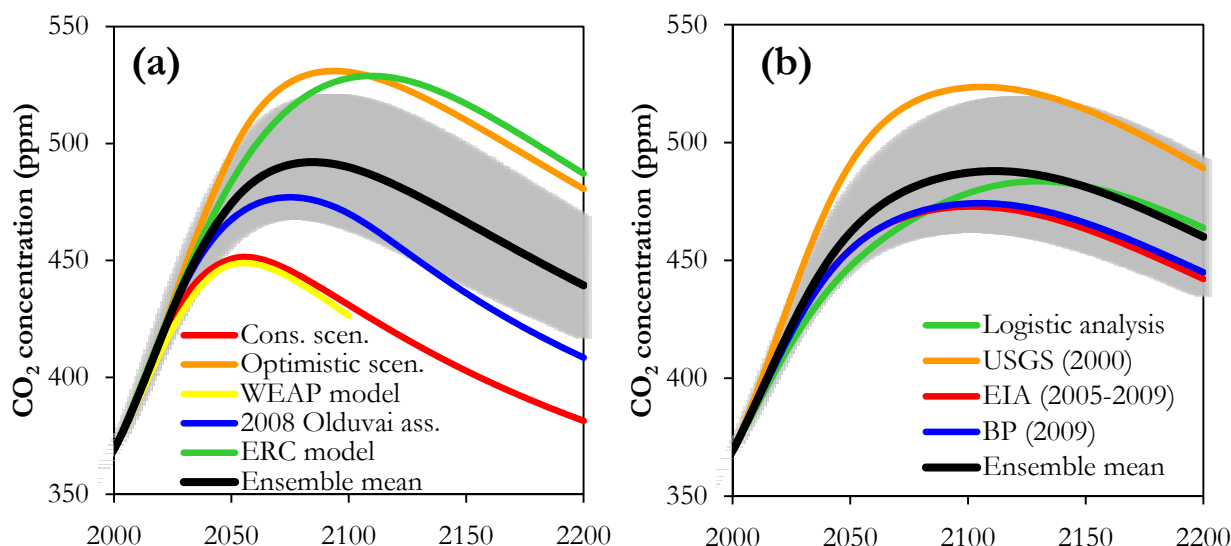 (a)
CO2 concentration (ppm)
550
500
450
400
350
2000
2050
2100
2150
2200
Cons. scen.
Optimistic scen.
WEAP model
2008 Olduvai ass.
ERC model
Ensemble mean
(b)
CO2 concentration (ppm)
550
500
450
400
350
2000
2050
2100
2150
2200
Logistic analysis
USGS (2000)
EIA (2005-2009)
BP (2009)
Ensemble mean